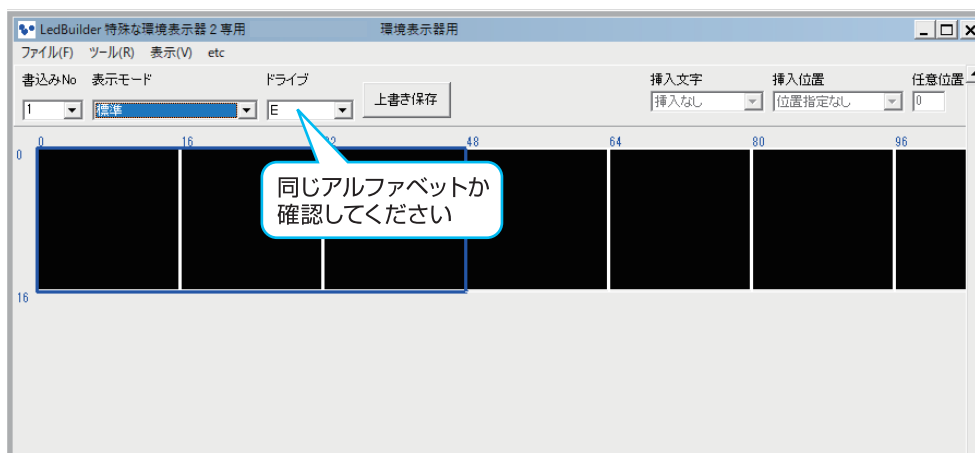 LedBuilder 特殊な環境表示器2専用 環境表示器用
ファイル(F) ツール(R) 表示(V) etc
書込みNo 表示モード ドライブ 挿入文字 挿入位置 任意位置
1 標準 E 上書き保存 挿入なし 位置指定なし 0
0 16 32 48 64 80 96
0
同じアルファベットか
確認してください
16